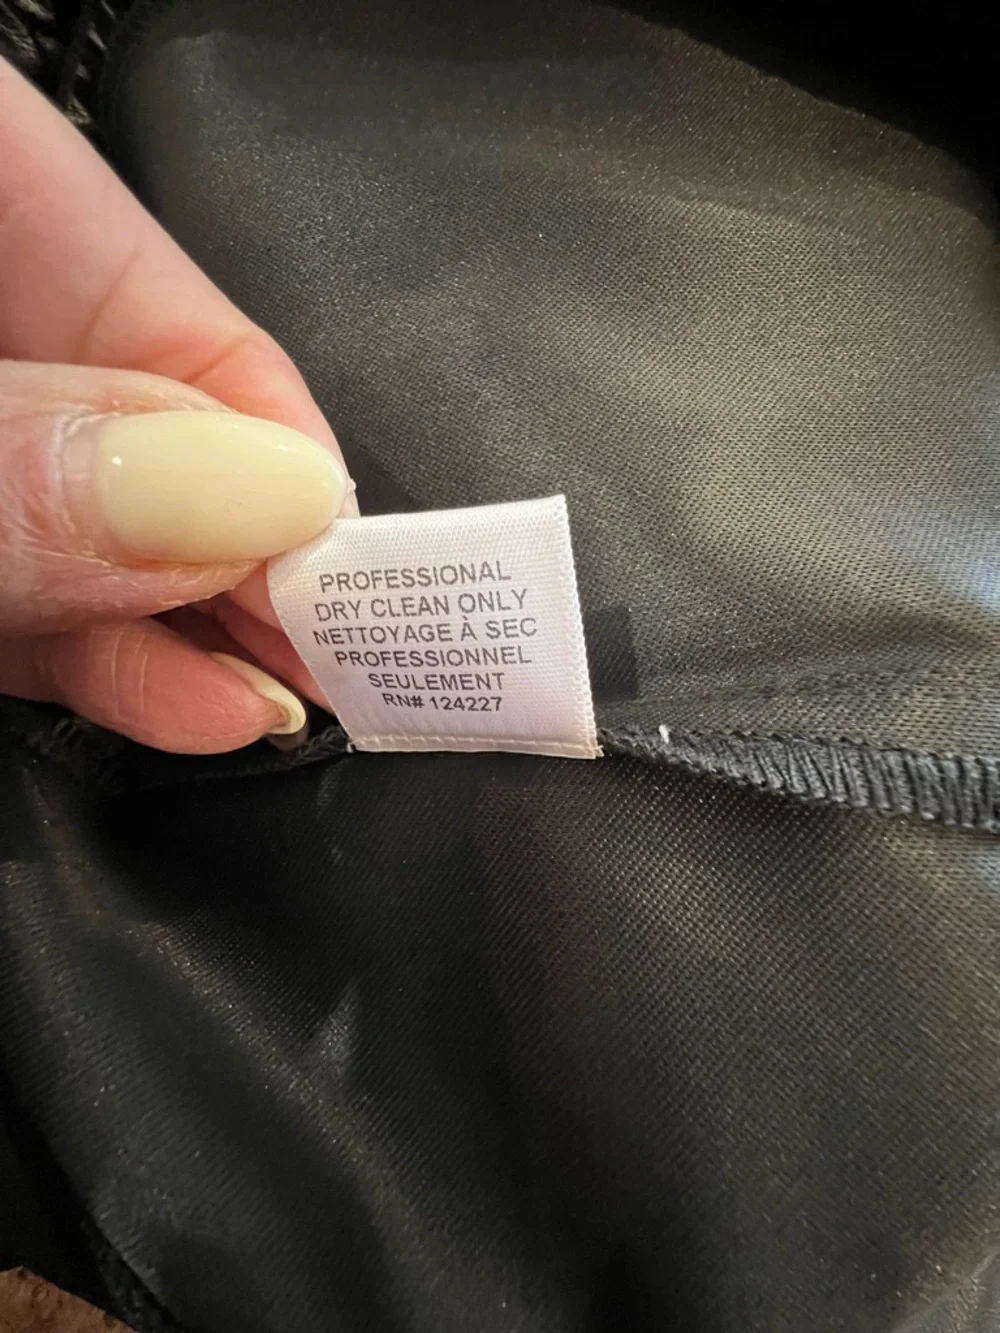 PROFESSIONAL
DRY CLEAN ONLY
NETTOYAGE À SEC
PROFESSIONNEL
SEULEMENT
RN# 124227